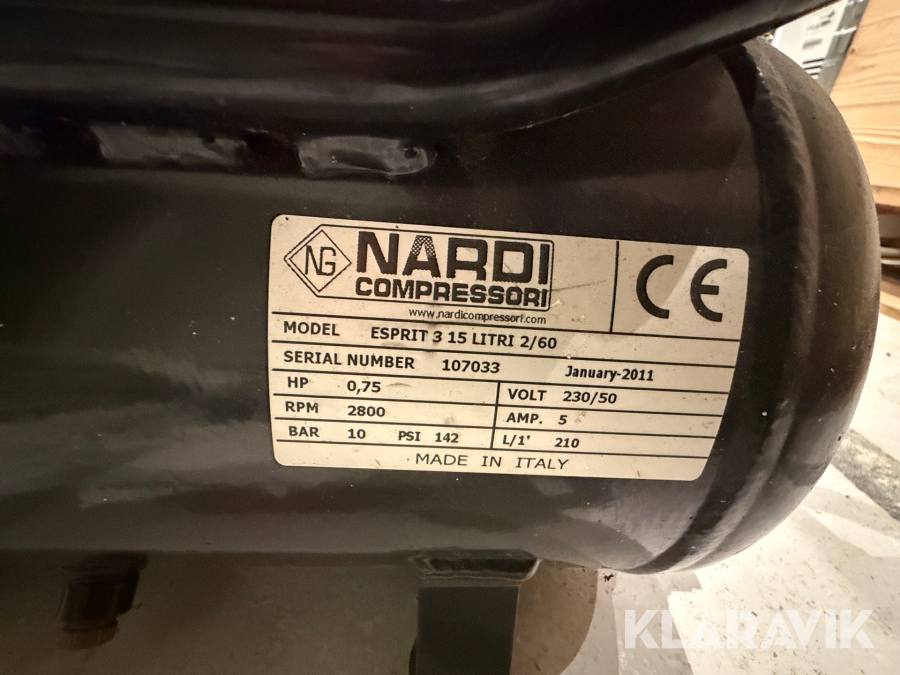 NG NARDI
COMPRESSORI
www.nardicompressori.com
CE
MODEL ESPRIT 3 15 LITRI 2/60
SERIAL NUMBER 107033 January-2011
HP 0,75 VOLT 230/50
RPM 2800 AMP. 5
BAR 10 PSI 142 L/1' 210
MADE IN ITALY
KLARAVIK